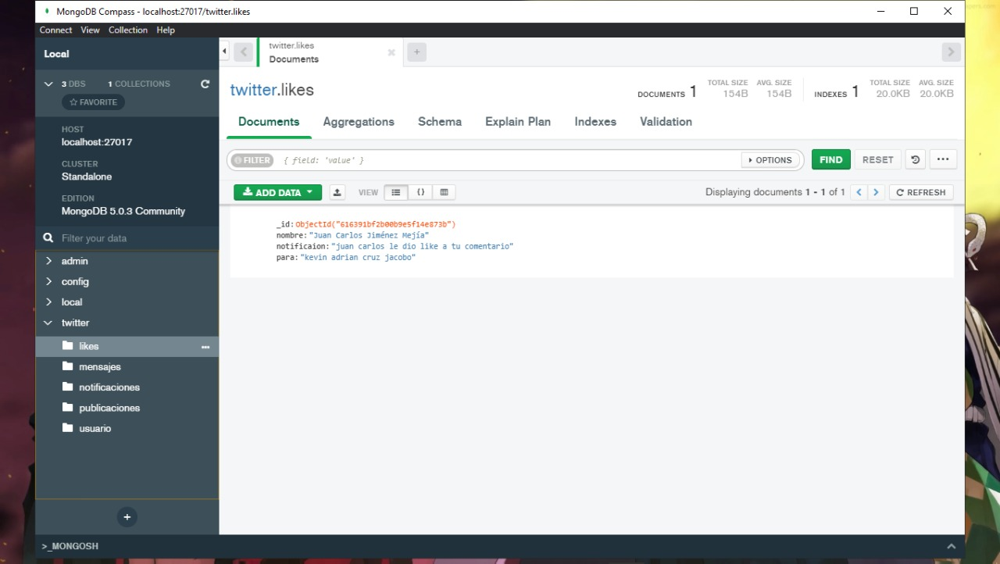 MongoDB Compass - localhost:27017/twitter.likes
Connect View Collection Help
Local
3 DBS 1 COLLECTIONS
FAVORITE
HOST
localhost:27017
CLUSTER
Standalone
EDITION
MongoDB 5.0.3 Community
Filter your data
admin
config
local
twitter
likes
mensajes
notificaciones
publicaciones
usuario
+
>_MONGOSH
twitter.likes
Documents
+
twitter.likes
DOCUMENTS 1 TOTAL SIZE 154B AVG. SIZE 154B INDEXES 1 TOTAL SIZE 20.0KB AVG. SIZE 20.0KB
Documents Aggregations Schema Explain Plan Indexes Validation
FILTER { field: 'value' } OPTIONS FIND RESET ...
ADD DATA VIEW {} Displaying documents 1 - 1 of 1 < > REFRESH
_id: ObjectId("616391bf2b00b9e5f14e873b")
nombre: "Juan Carlos Jiménez Mejía"
notificaion: "juan carlos le dio like a tu comentario"
para: "kevin adrian cruz jacobo"